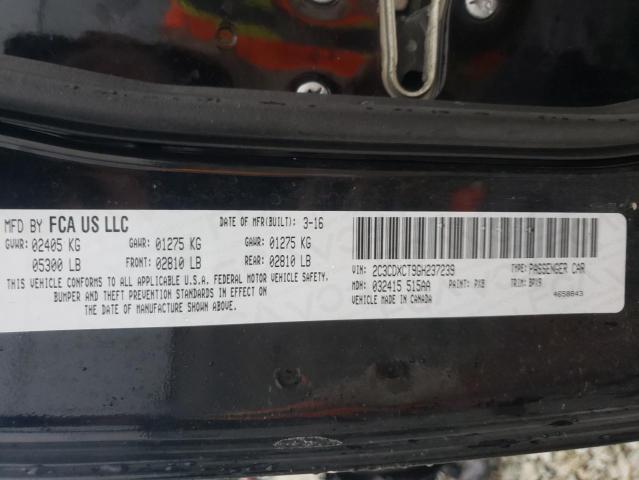 MFD BY FCA US LLC
DATE OF MFR(BUILT): 3-16
GVWR: 02405 KG GAWR: 01275 KG GAWR: 01275 KG
05300 LB FRONT: 02810 LB REAR: 02810 LB
THIS VEHICLE CONFORMS TO ALL APPLICABLE U.S.A. FEDERAL MOTOR VEHICLE SAFETY,
BUMPER AND THEFT PREVENTION STANDARDS IN EFFECT ON
THE DATE OF MANUFACTURE SHOWN ABOVE.
VIN: 2C3CDXCT9GH237239 TYPE: PASSENGER CAR
MDH: 032415 515AA PAINT: PX8 TRIM: BPX9
VEHICLE MADE IN CANADA 4658643